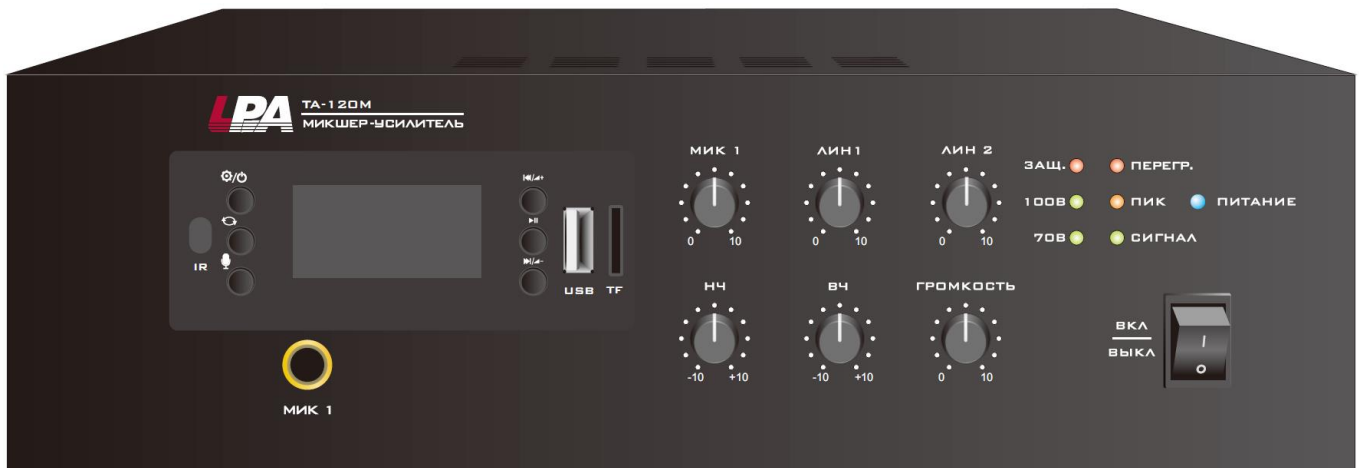 LPA
TA-120M
МИКШЕР-УСИЛИТЕЛЬ
IR
USB
TF
МИК 1
МИК 1
0 10
ЛИН1
0 10
ЛИН 2
0 10
НЧ
-10 +10
ВЧ
-10 +10
ГРОМКОСТЬ
0 10
ЗАЩ. ПЕРЕГР.
100В ПИК ПИТАНИЕ
70В СИГНАЛ
ВКЛ
ВЫКЛ
I
O